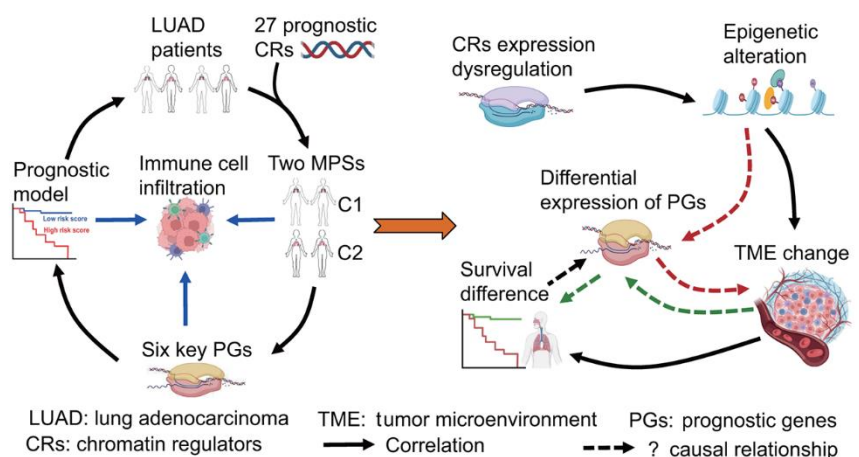 LUAD
patients
27 prognostic
CRs
Prognostic
model
Immune cell
infiltration
Two MPSs
C1
C2
Low risk score
High risk score
Six key PGs
CRs expression
dysregulation
Epigenetic
alteration
Differential
expression of PGs
TME change
Survival
difference
LUAD: lung adenocarcinoma
TME: tumor microenvironment
PGs: prognostic genes
CRs: chromatin regulators
Correlation
? causal relationship